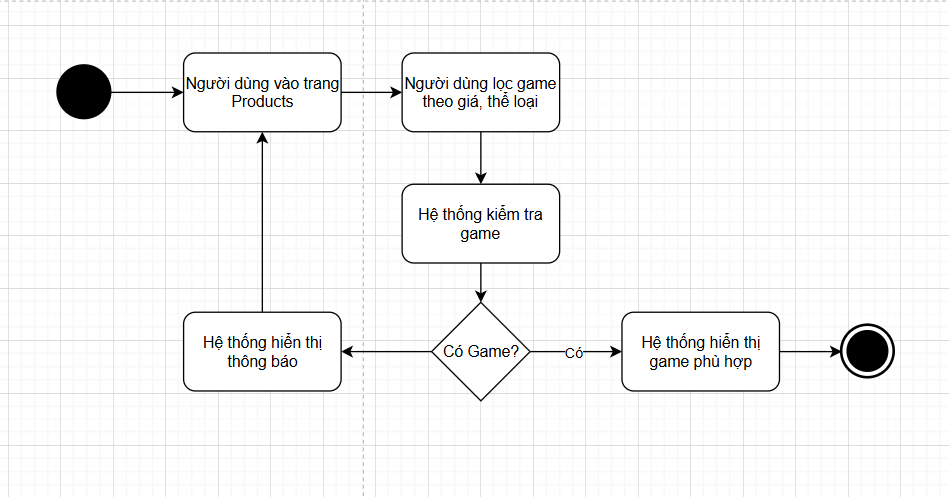 Người dùng vào trang
Products
Người dùng lọc game
theo giá, thể loại
Hệ thống kiểm tra
game
Hệ thống hiển thị
thông báo
Có Game?
Có
Hệ thống hiển thị
game phù hợp